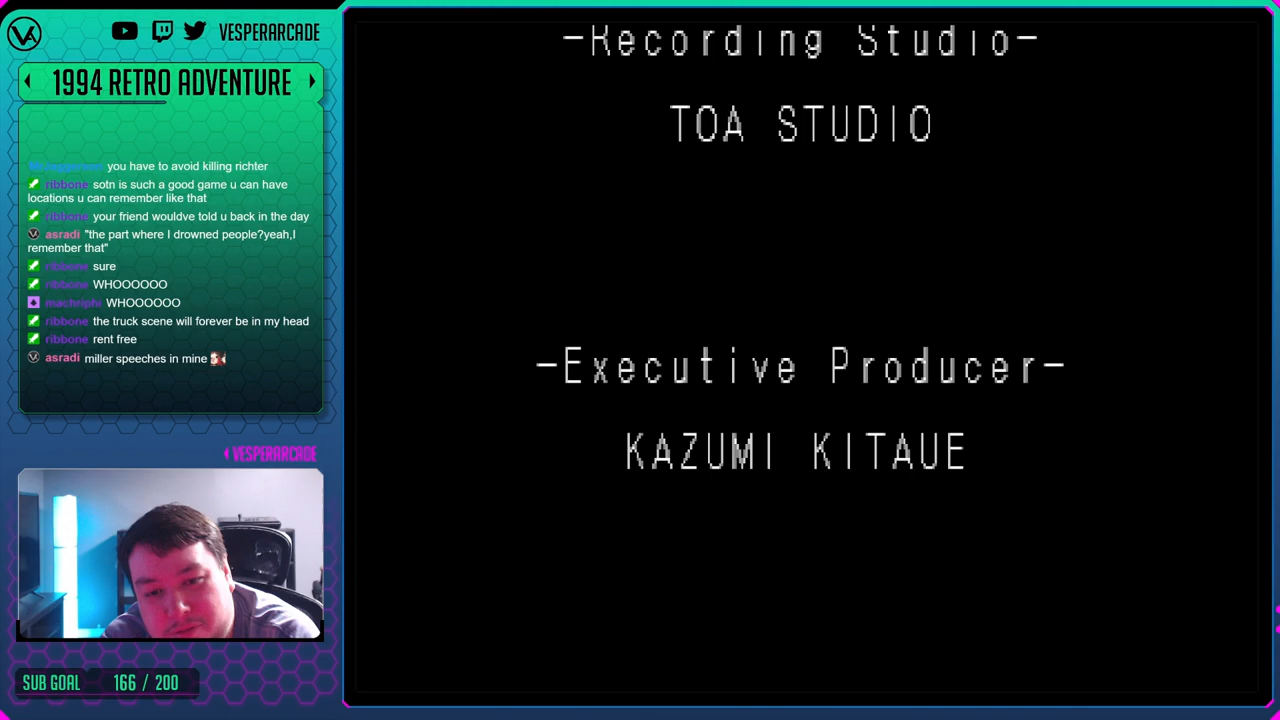 VESPERARCADE
1994 RETRO ADVENTURE
you have to avoid killing richter
ribbone sotn is such a good game u can have
locations u can remember like that
ribbone your friend wouldve told u back in the day
asradi "the part where I drowned people?yeah,I
remember that"
ribbone sure
ribbone WHOOOOOO
machriphi WHOOOOOO
ribbone the truck scene will forever be in my head
ribbone rent free
asradi miller speeches in mine
VESPERARCADE
SUB GOAL 166 / 200
-Recording Studio-
TOA STUDIO
-Executive Producer-
KAZUMI KITAUE